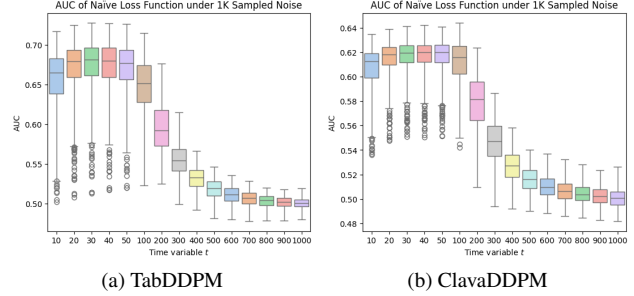 AUC of Naïve Loss Function under 1K Sampled Noise
0.70
0.65
0.60
0.55
0.50
AUC
10 20 30 40 50 100 200 300 400 500 600 700 800 900 1000
Time variable t
(a) TabDDPM
AUC of Naïve Loss Function under 1K Sampled Noise
0.64
0.62
0.60
0.58
0.56
0.54
0.52
0.50
0.48
AUC
10 20 30 40 50 100 200 300 400 500 600 700 800 900 1000
Time variable t
(b) ClavaDDPM